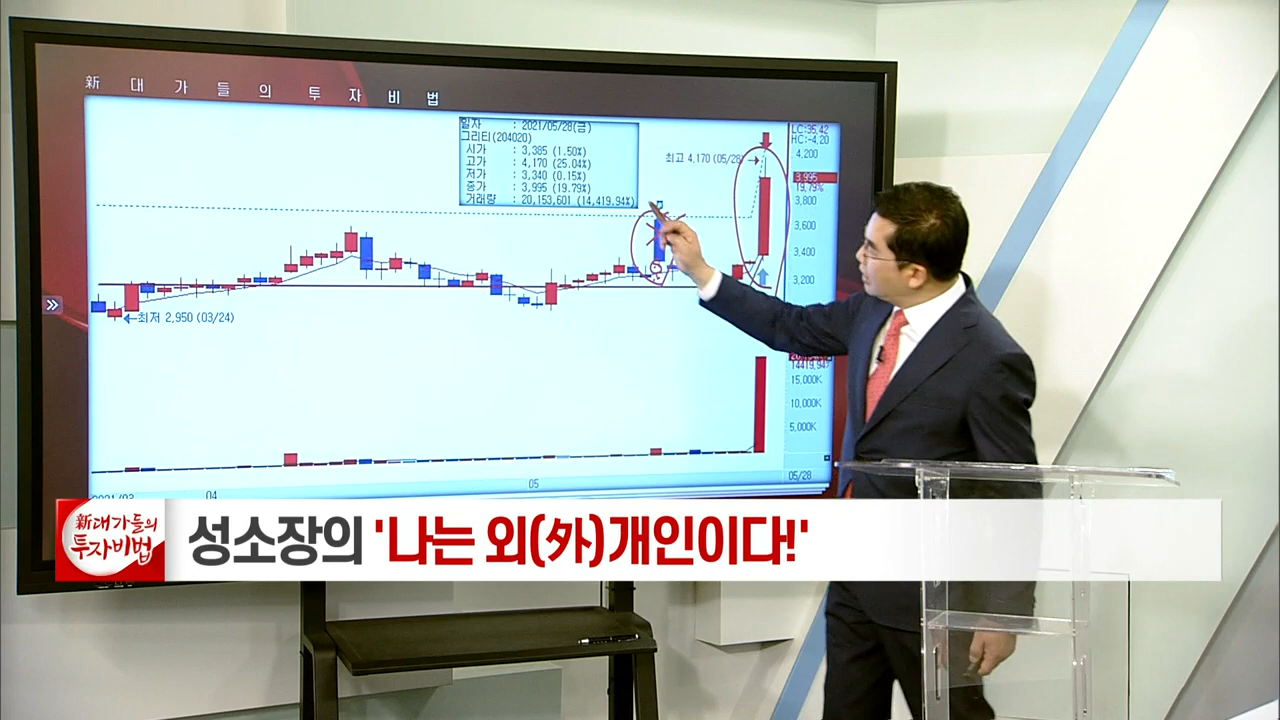 新 대 가 들 의 투 자 비 법
일자 : 2021/05/28(금)
그리티(204020)
시가 : 3,385 (1.50%)
고가 : 4,170 (25.04%)
저가 : 3,340 (0.15%)
종가 : 3,995 (19.79%)
거래량 : 20,153,601 (14,419.94%)
최고 4,170 (05/28)
LC:35.42
HC:-4.20
4,200
3,995
19.79%
3,800
3,600
3,400
3,200
최저 2,950 (03/24)
15,000K
10,000K
5,000K
04
05
05/28
新대가들의
투자비법
성소장의 '나는 외(外)개인이다!'